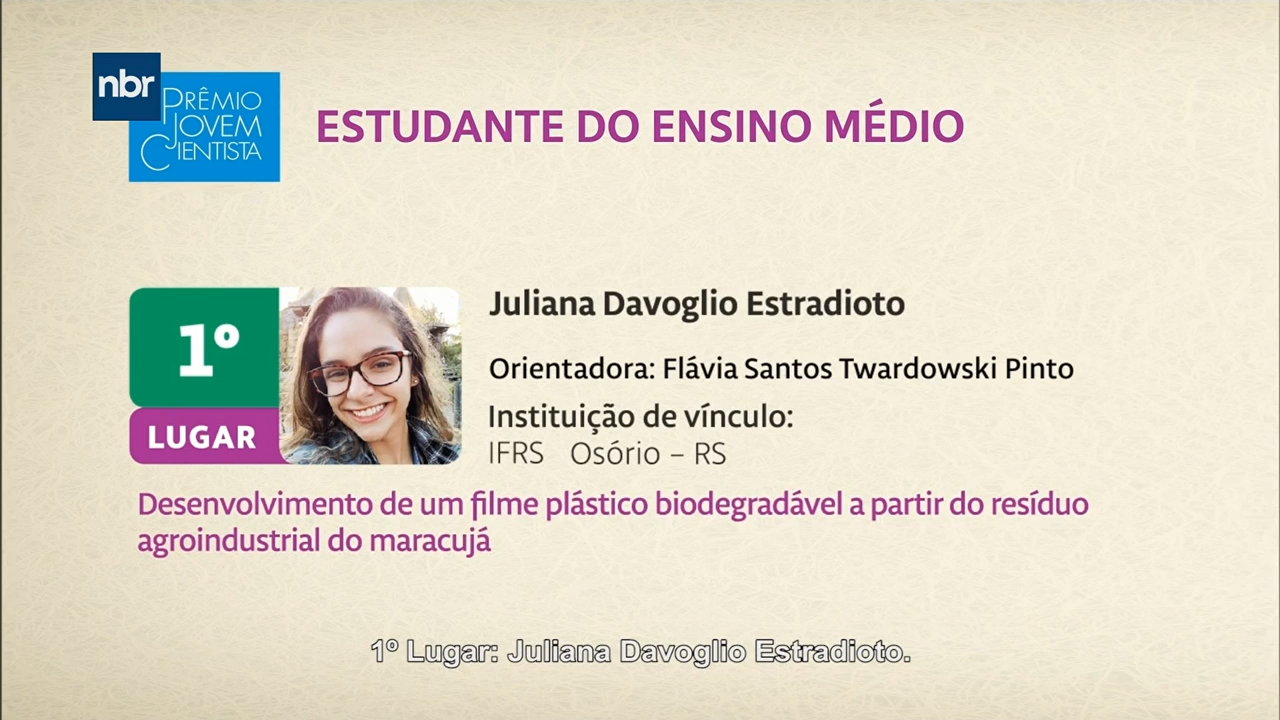 nbr
PRÊMIO
JOVEM
CIENTISTA
ESTUDANTE DO ENSINO MÉDIO
1º
LUGAR
Juliana Davoglio Estradioto
Orientadora: Flávia Santos Twardowski Pinto
Instituição de vínculo:
IFRS Osório – RS
Desenvolvimento de um filme plástico biodegradável a partir do resíduo
agroindustrial do maracujá
1º Lugar: Juliana Davoglio Estradioto.